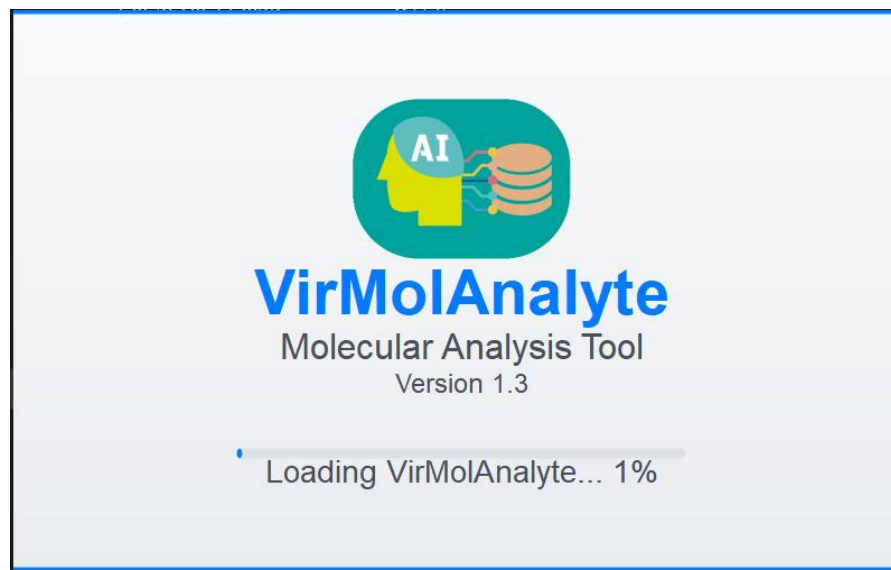 AI
VirMolAnalyte
Molecular Analysis Tool
Version 1.3
Loading VirMolAnalyte... 1%